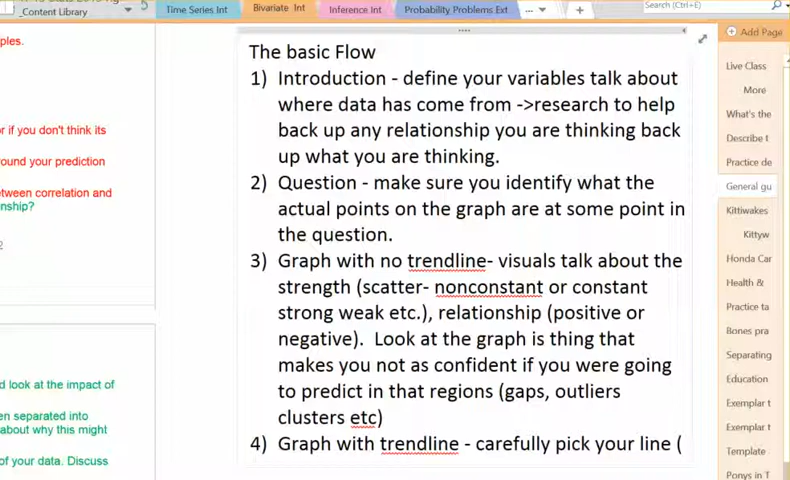 _Content Library
Time Series Int
Bivariate Int
Inference Int
Probability Problems Ext
...
+
Search (Ctrl+E)
Add Page
ples.
r if you don't think its
ound your prediction
etween correlation and
nship?
2
d look at the impact of
en separated into
about why this might
of your data. Discuss
The basic Flow
1) Introduction - define your variables talk about
where data has come from ->research to help
back up any relationship you are thinking back
up what you are thinking.
2) Question - make sure you identify what the
actual points on the graph are at some point in
the question.
3) Graph with no trendline- visuals talk about the
strength (scatter- nonconstant or constant
strong weak etc.), relationship (positive or
negative). Look at the graph is thing that
makes you not as confident if you were going
to predict in that regions (gaps, outliers
clusters etc)
4) Graph with trendline - carefully pick your line (
Live Class
More
What's the
Describe t
Practice de
General gu
Kittiwakes
Kittyw
Honda Car
Health &
Practice ta
Bones pra
Separating
Education
Exemplar t
Exemplar t
Template
Ponys in T